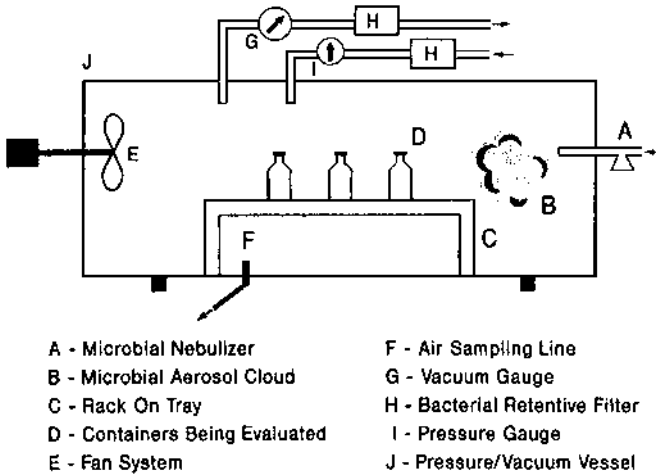 H
G
H
I
J
A
E
D
B
F
C
A - Microbial Nebulizer
B - Microbial Aerosol Cloud
C - Rack On Tray
D - Containers Being Evaluated
E - Fan System
F - Air Sampling Line
G - Vacuum Gauge
H - Bacterial Retentive Filter
I - Pressure Gauge
J - Pressure/Vacuum Vessel